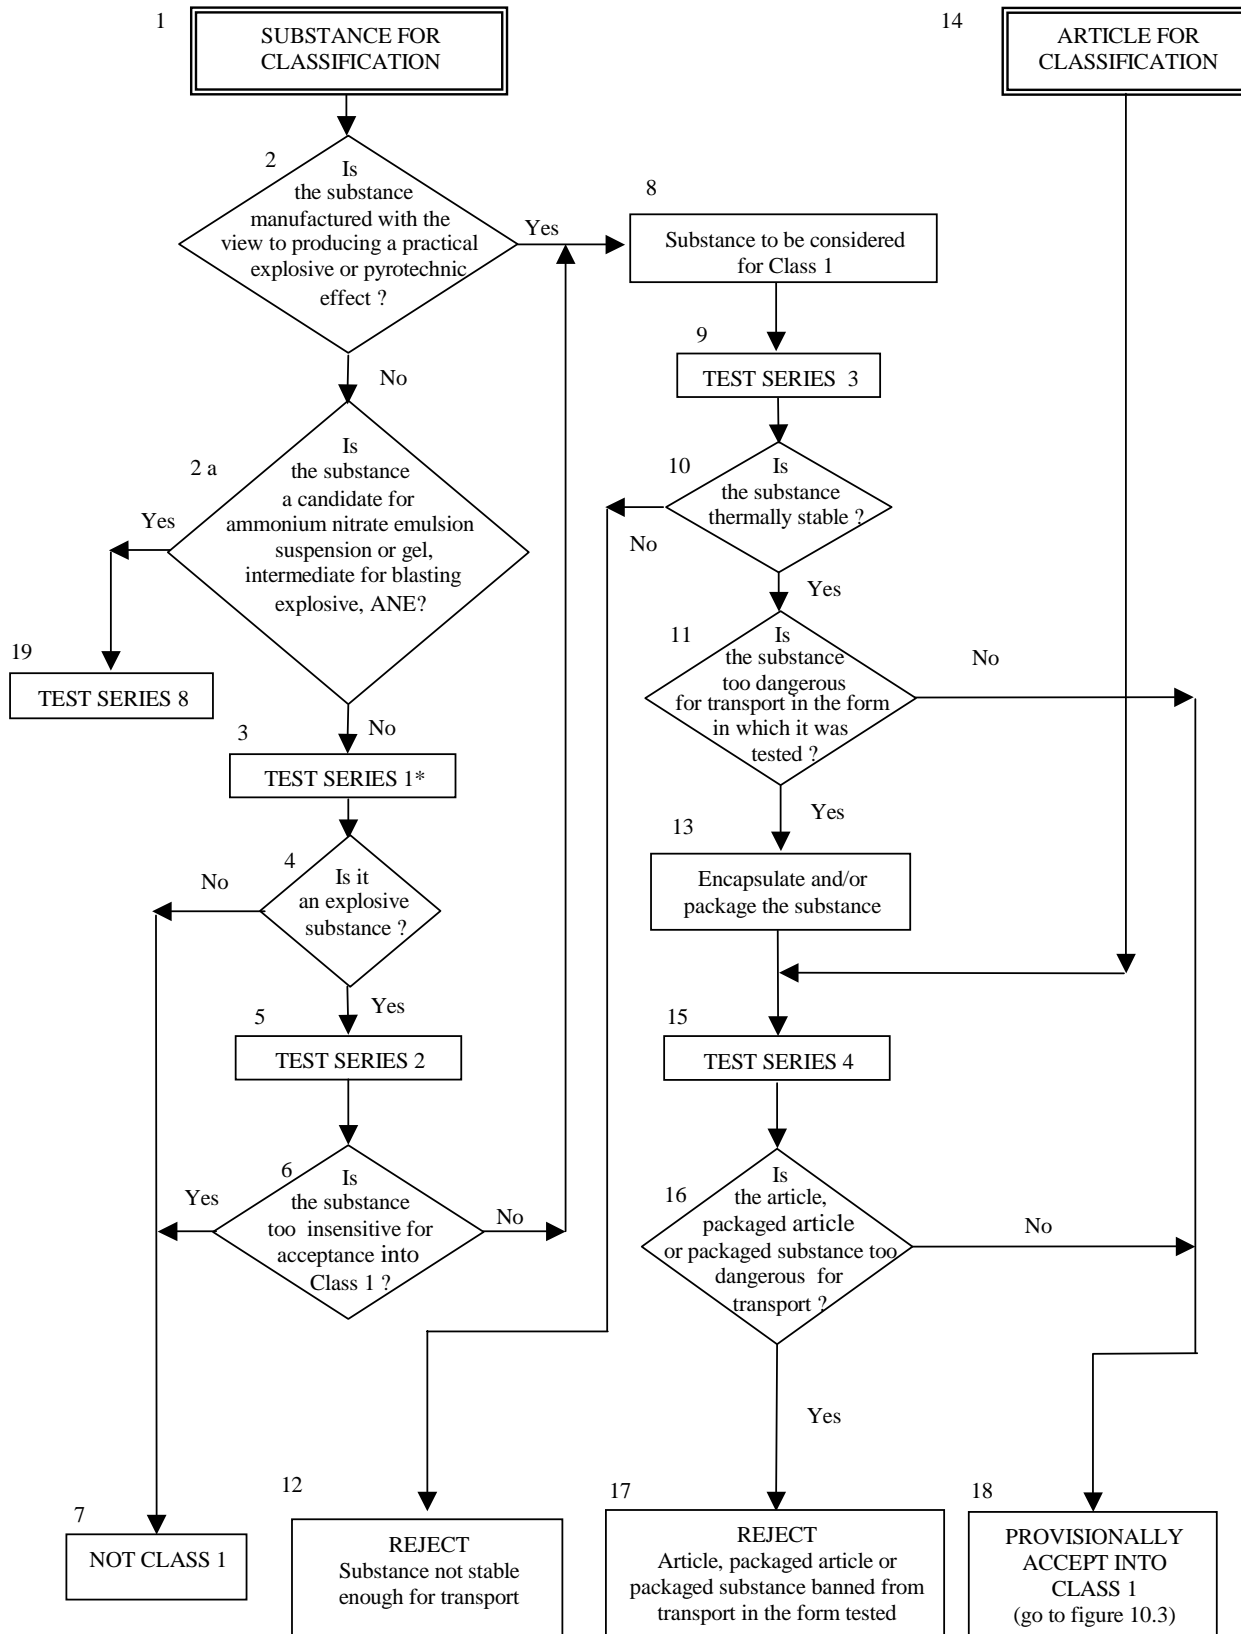 1
SUBSTANCE FOR
CLASSIFICATION
14
ARTICLE FOR
CLASSIFICATION
2
Is
the substance
manufactured with the
view to producing a practical
explosive or pyrotechnic
effect ?
Yes
8
Substance to be considered
for Class 1
No
9
TEST SERIES  3
2 a
Is
the substance
a candidate for
ammonium nitrate emulsion
suspension or gel,
intermediate for blasting
explosive, ANE?
Yes
10
Is
the substance
thermally stable ?
No
Yes
19
TEST SERIES 8
11
Is
the substance
too dangerous
for transport in the form
in which it was
tested ?
No
No
3
TEST SERIES 1*
Yes
13
Encapsulate and/or
package the substance
4
Is it
an explosive
substance ?
No
Yes
5
TEST SERIES 2
15
TEST SERIES 4
6
Is
the substance
too  insensitive for
acceptance into
Class 1 ?
Yes
No
16
Is
the article,
packaged article
or packaged substance too
dangerous  for
transport ?
No
Yes
7
NOT CLASS 1
12
REJECT
Substance not stable
enough for transport
17
REJECT
Article, packaged article or
packaged substance banned from
transport in the form tested
18
PROVISIONALLY
ACCEPT INTO
CLASS 1
(go to figure 10.3)